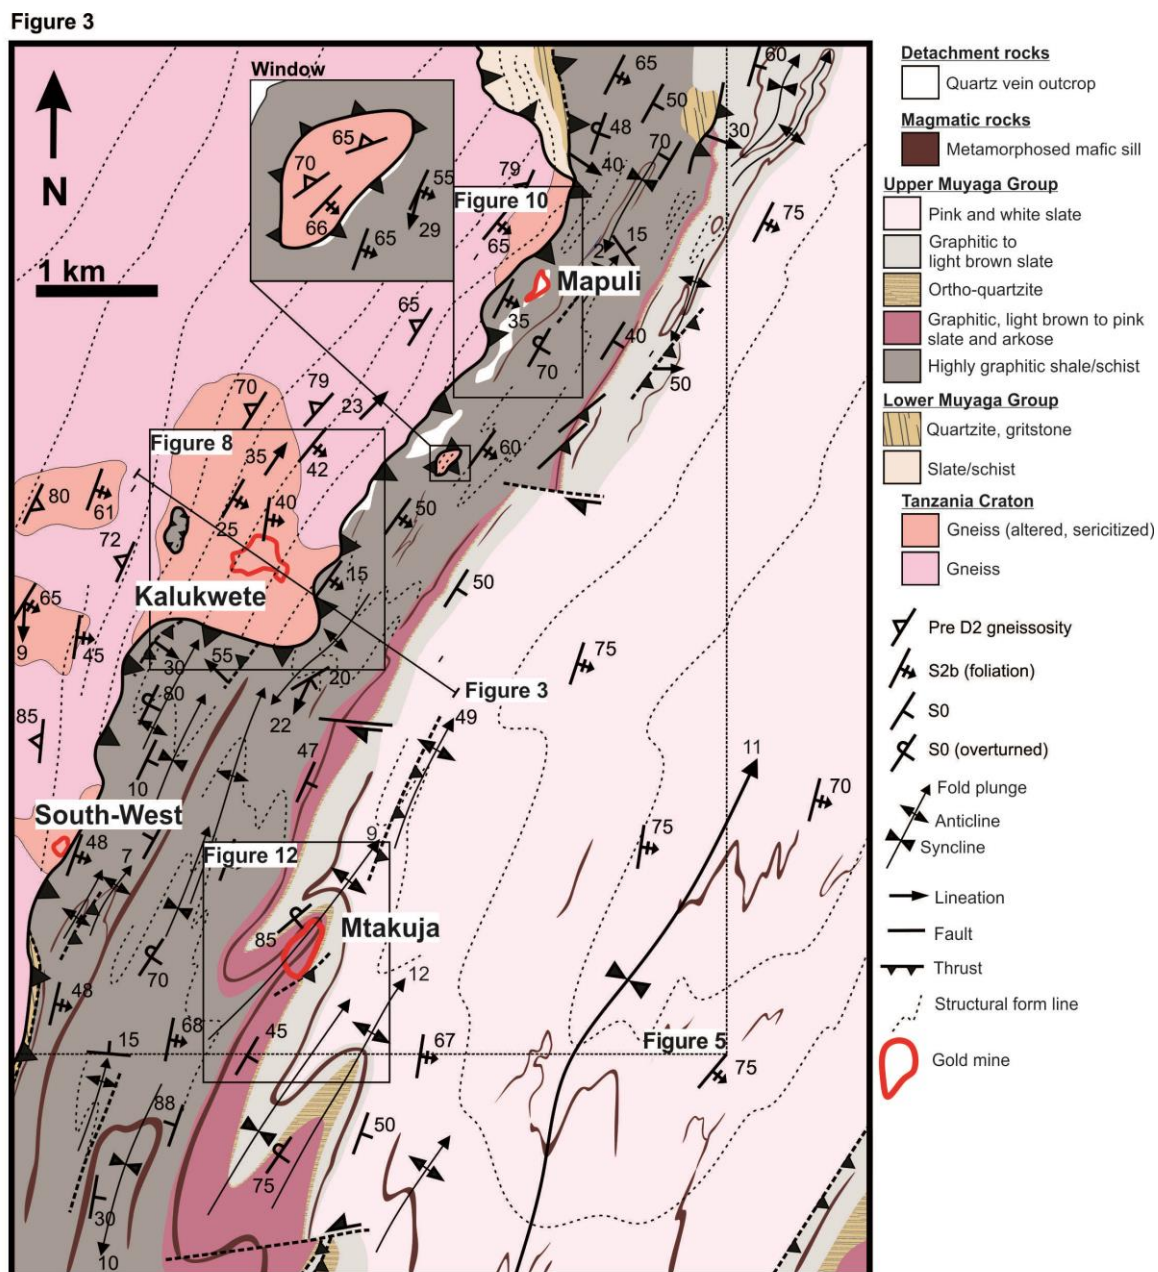 Figure 3
Window
N
1 km
65
70
66
65
55
29
79
65
Figure 10
Mapuli
35
70
65
50
48
40
70
15
2
40
30
60
75
50
65
70
79
23
Figure 8
35
42
60
50
40
25
80
61
72
Kalukwete
15
50
65
9
45
30
55
20
75
80
22
Figure 3
49
85
10
47
11
South-West
70
48
7
Figure 12
9
75
85
Mtakuja
70
12
48
15
68
45
67
Figure 5
75
88
50
75
30
10
Detachment rocks
Quartz vein outcrop
Magmatic rocks
Metamorphosed mafic sill
Upper Muyaga Group
Pink and white slate
Graphitic to
light brown slate
Ortho-quartzite
Graphitic, light brown to pink
slate and arkose
Highly graphitic shale/schist
Lower Muyaga Group
Quartzite, gritstone
Slate/schist
Tanzania Craton
Gneiss (altered, sericitized)
Gneiss
Pre D2 gneissosity
S2b (foliation)
S0
S0 (overturned)
Fold plunge
Anticline
Syncline
Lineation
Fault
Thrust
Structural form line
Gold mine